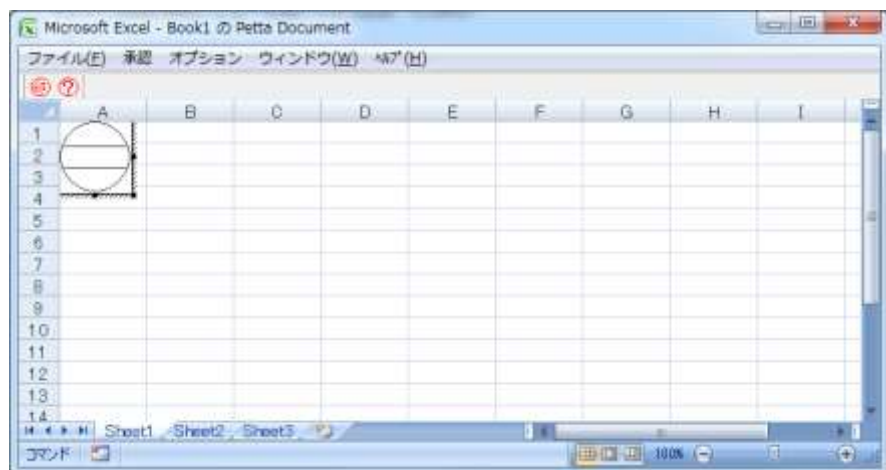 Microsoft Excel - Book1 の Petta Document
ファイル(F) 承認 オプション ウィンドウ(W) ﾍﾙﾌﾟ(H)
A B C D E F G H I
1
2
3
4
5
6
7
8
9
10
11
12
13
14
Sheet1 Sheet2 Sheet3
コマンド 100%